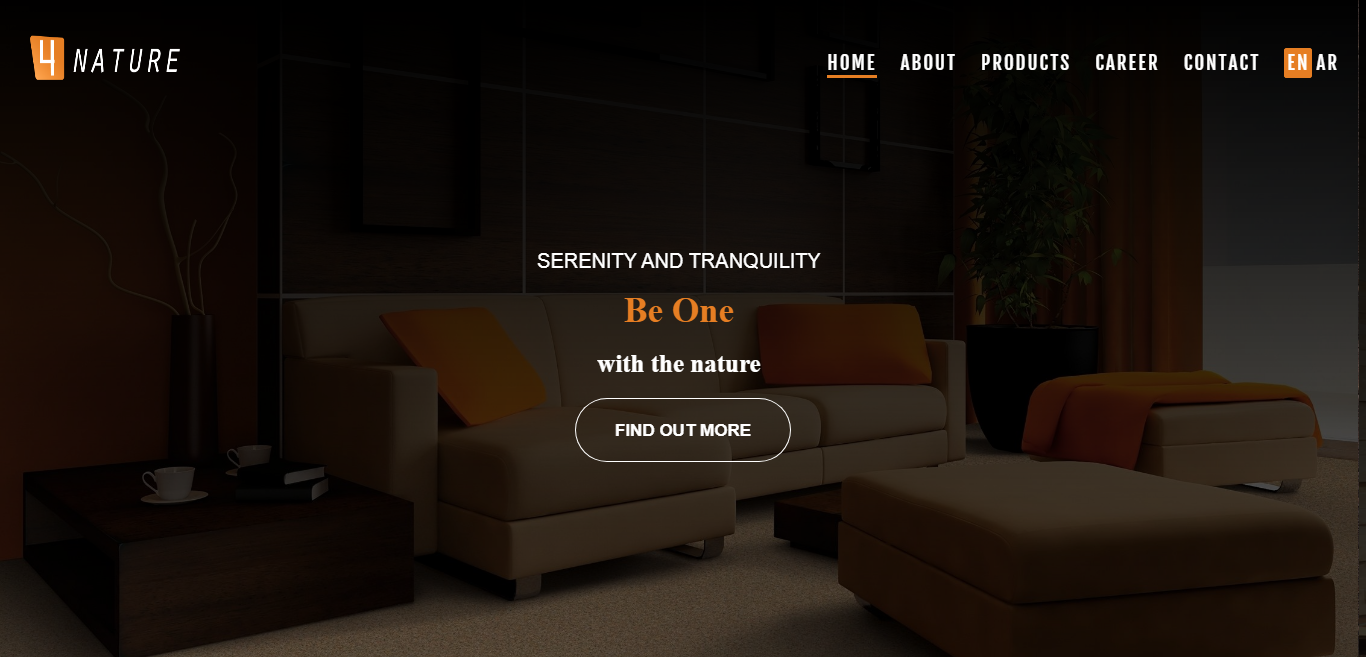 4 NATURE
HOME ABOUT PRODUCTS CAREER CONTACT EN AR
SERENITY AND TRANQUILITY
Be One
with the nature
FIND OUT MORE